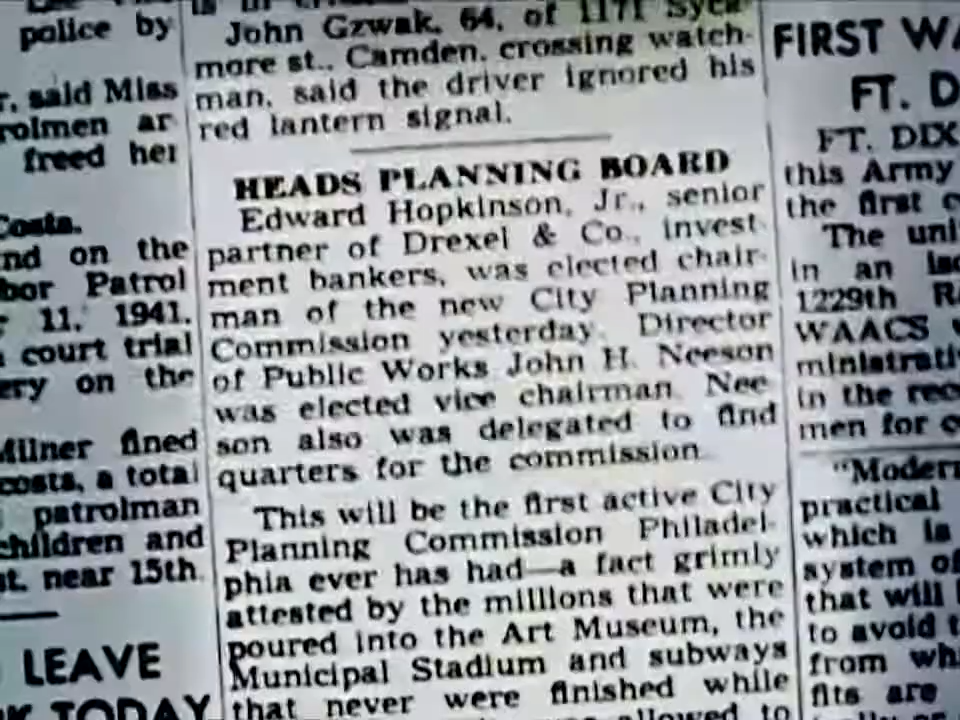 police by
r, said Miss
rolmen ar
freed her
Costs.
nd on the
bor Patrol
11, 1941.
court trial
ery on the
Milner fined
costs, a total
patrolman
children and
st. near 15th.
LEAVE
TODAY
John Gzwak, 64, of 1171 Syca-
more st., Camden, crossing watch-
man, said the driver ignored his
red lantern signal.
HEADS PLANNING BOARD
Edward Hopkinson, Jr., senior
partner of Drexel & Co., invest-
ment bankers, was elected chair-
man of the new City Planning
Commission yesterday. Director
of Public Works John H. Neeson
was elected vice chairman. Nee
son also was delegated to find
quarters for the commission.
This will be the first active City
Planning Commission Philadel-
phia ever has had—a fact grimly
attested by the millions that were
poured into the Art Museum, the
Municipal Stadium and subways
that never were finished while
allowed to
FIRST WA
FT. D
FT. DIX
this Army
the first c
The uni
in an
1229th R
WAACS
ministrati
in the rec
men for c
"Modern
practical
which is
system of
that will
to avoid t
from wh
fits are